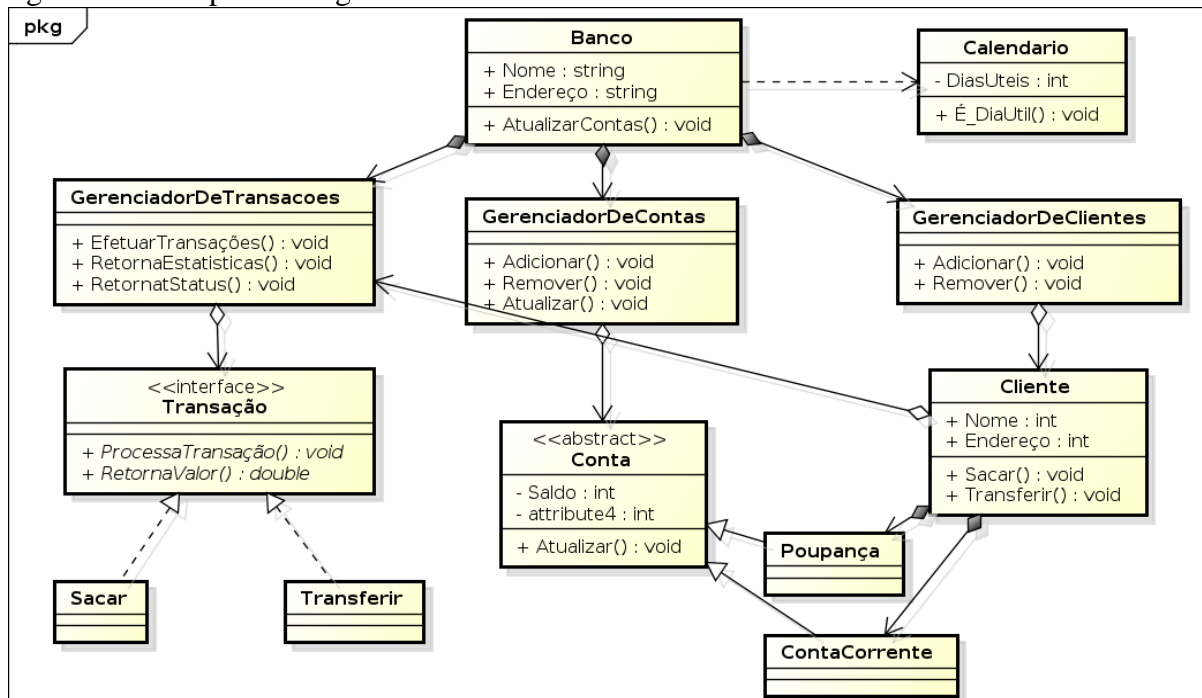 pkg
Banco
+ Nome : string
+ Endereço : string
+ AtualizarContas() : void
Calendario
- DiasUteis : int
+ É_DiaUtil() : void
GerenciadorDeTransacoes
+ EfetuarTransações() : void
+ RetornaEstatisticas() : void
+ RetornatStatus() : void
GerenciadorDeContas
+ Adicionar() : void
+ Remover() : void
+ Atualizar() : void
GerenciadorDeClientes
+ Adicionar() : void
+ Remover() : void
<<interface>>
Transação
+ ProcessaTransação() : void
+ RetornaValor() : double
<<abstract>>
Conta
- Saldo : int
- attribute4 : int
+ Atualizar() : void
Cliente
+ Nome : int
+ Endereço : int
+ Sacar() : void
+ Transferir() : void
Poupança
Sacar
Transferir
ContaCorrente